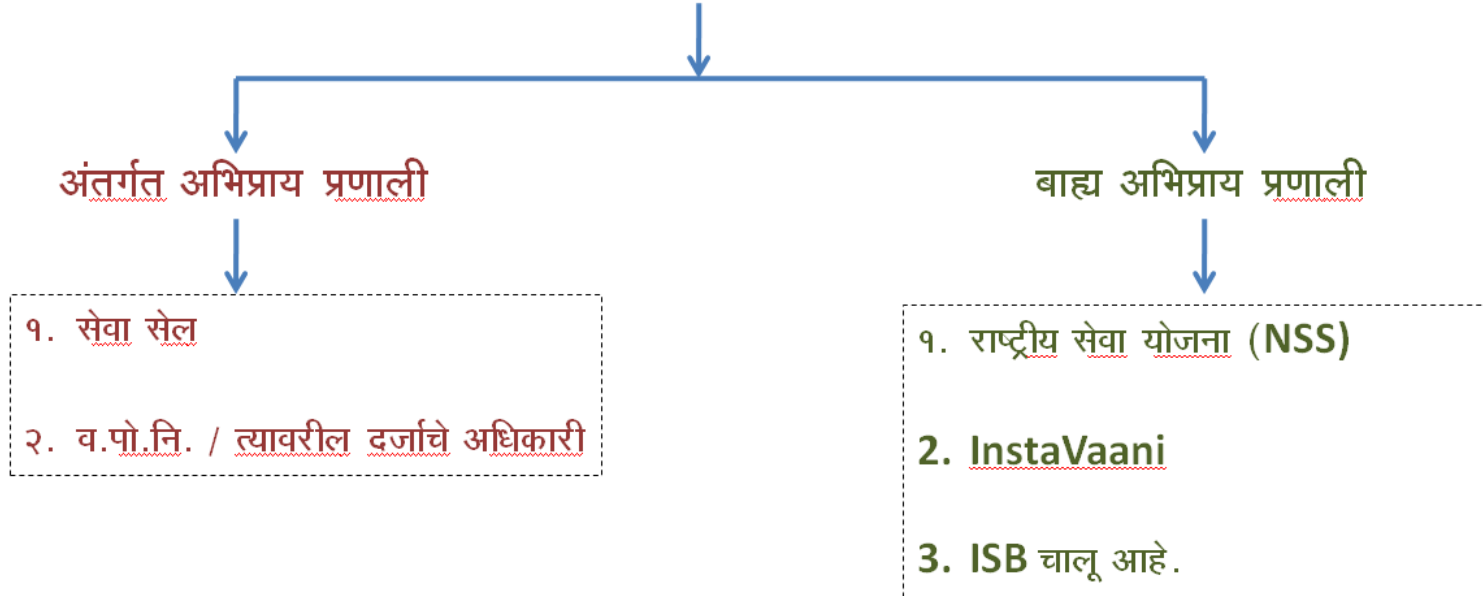 अंतर्गत अभिप्राय प्रणाली
१. सेवा सेल
२. व.पो.नि. / त्यावरील दर्जाचे अधिकारी
बाह्य अभिप्राय प्रणाली
१. राष्ट्रीय सेवा योजना (NSS)
2. InstaVaani
3. ISB चालू आहे.